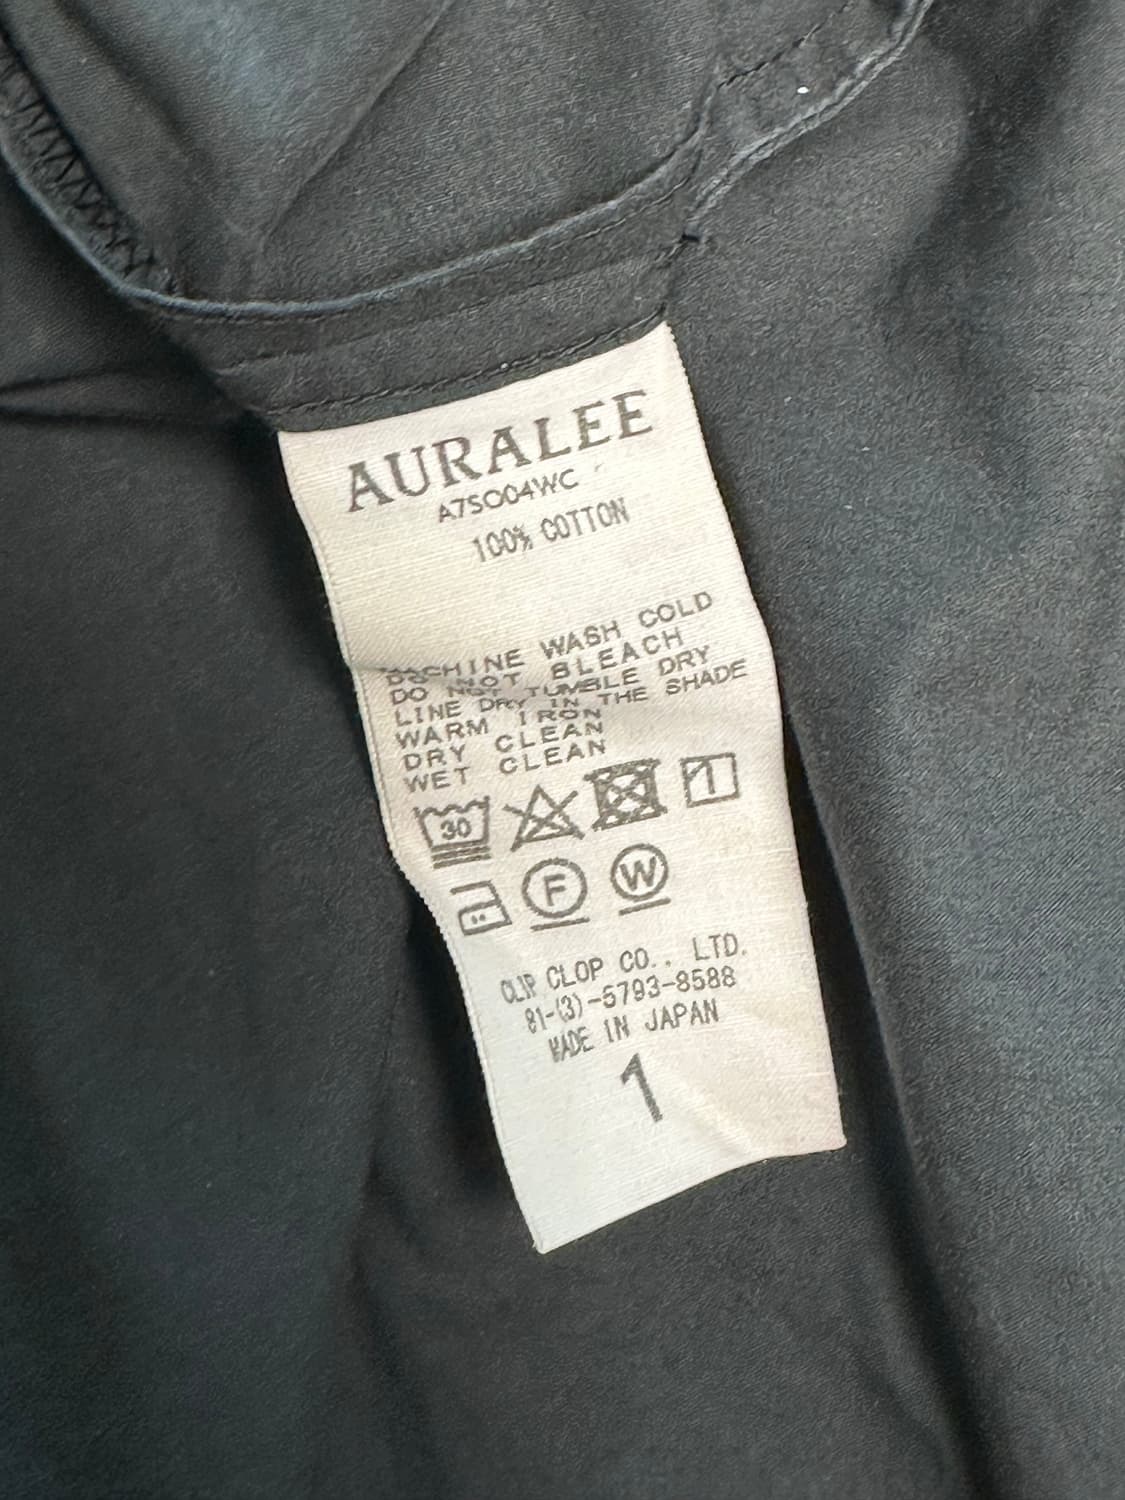 AURALEE
A7SO04WC
100% COTTON
MACHINE WASH COLD
DO NOT BLEACH
DO NOT TUMBLE DRY
LINE DRY IN THE SHADE
WARM IRON
DRY CLEAN
WET CLEAN
30
F W
CLIP CLOP CO., LTD.
81-(3)-5793-8588
MADE IN JAPAN
1